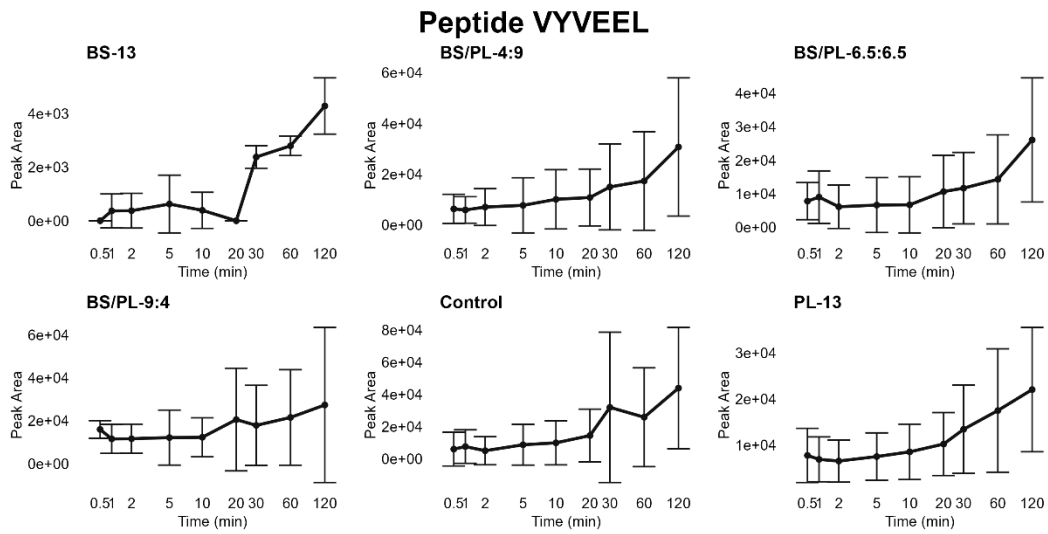 Peptide VYVEEL
BS-13
Peak Area
4e+03
2e+03
0e+00
0.51 2 5 10 20 30 60 120
Time (min)
BS/PL-4:9
Peak Area
6e+04
4e+04
2e+04
0e+00
0.51 2 5 10 20 30 60 120
Time (min)
BS/PL-6.5:6.5
Peak Area
4e+04
3e+04
2e+04
1e+04
0e+00
0.51 2 5 10 20 30 60 120
Time (min)
BS/PL-9:4
Peak Area
6e+04
4e+04
2e+04
0e+00
0.51 2 5 10 20 30 60 120
Time (min)
Control
Peak Area
8e+04
6e+04
4e+04
2e+04
0e+00
0.51 2 5 10 20 30 60 120
Time (min)
PL-13
Peak Area
3e+04
2e+04
1e+04
0.51 2 5 10 20 30 60 120
Time (min)